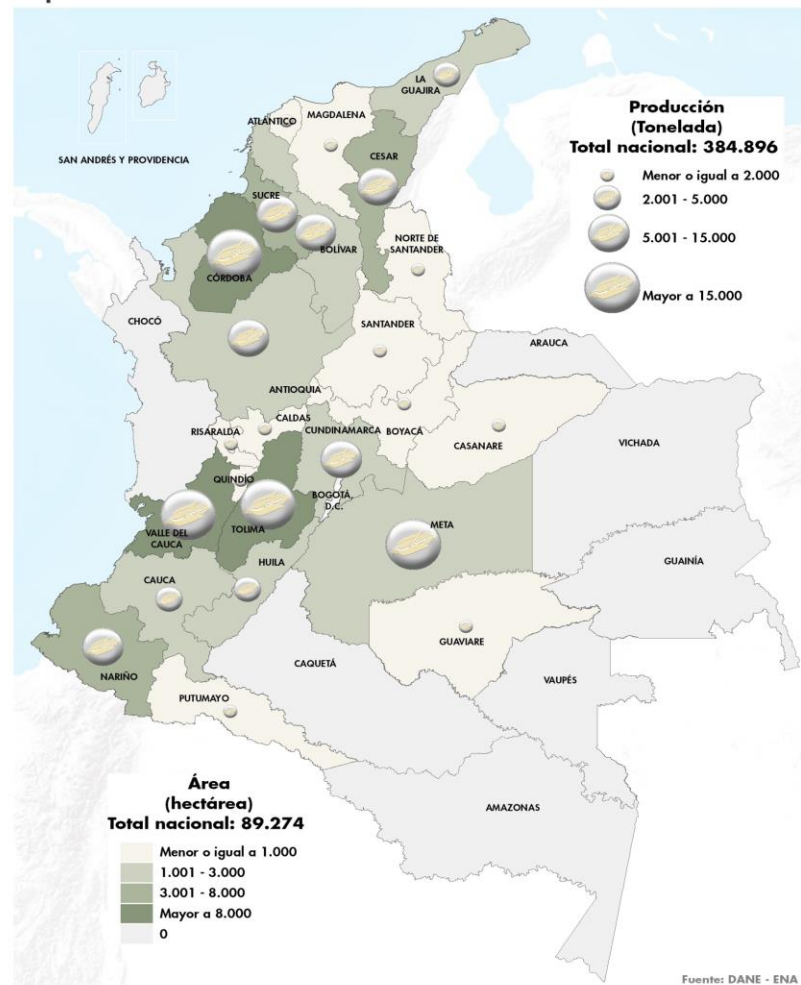 SAN ANDRÉS Y PROVIDENCIA
LA
GUAJIRA
ATLÁNTICO
MAGDALENA
CESAR
SUCRE
BOLÍVAR
CÓRDOBA
NORTE DE
SANTANDER
CHOCÓ
SANTANDER
ARAUCA
ANTIOQUIA
CALDAS
RISARALDA
CUNDINAMARCA
BOYACÁ
CASANARE
VICHADA
QUINDÍO
BOGOTÁ,
D.C.
VALLE DEL
CAUCA
TOLIMA
META
GUAINÍA
HUILA
CAUCA
GUAVIARE
NARIÑO
CAQUETÁ
VAUPÉS
PUTUMAYO
AMAZONAS
Producción
(Tonelada)
Total nacional: 384.896
Menor o igual a 2.000
2.001 - 5.000
5.001 - 15.000
Mayor a 15.000
Área
(hectárea)
Total nacional: 89.274
Menor o igual a 1.000
1.001 - 3.000
3.001 - 8.000
Mayor a 8.000
0
Fuente: DANE - ENA